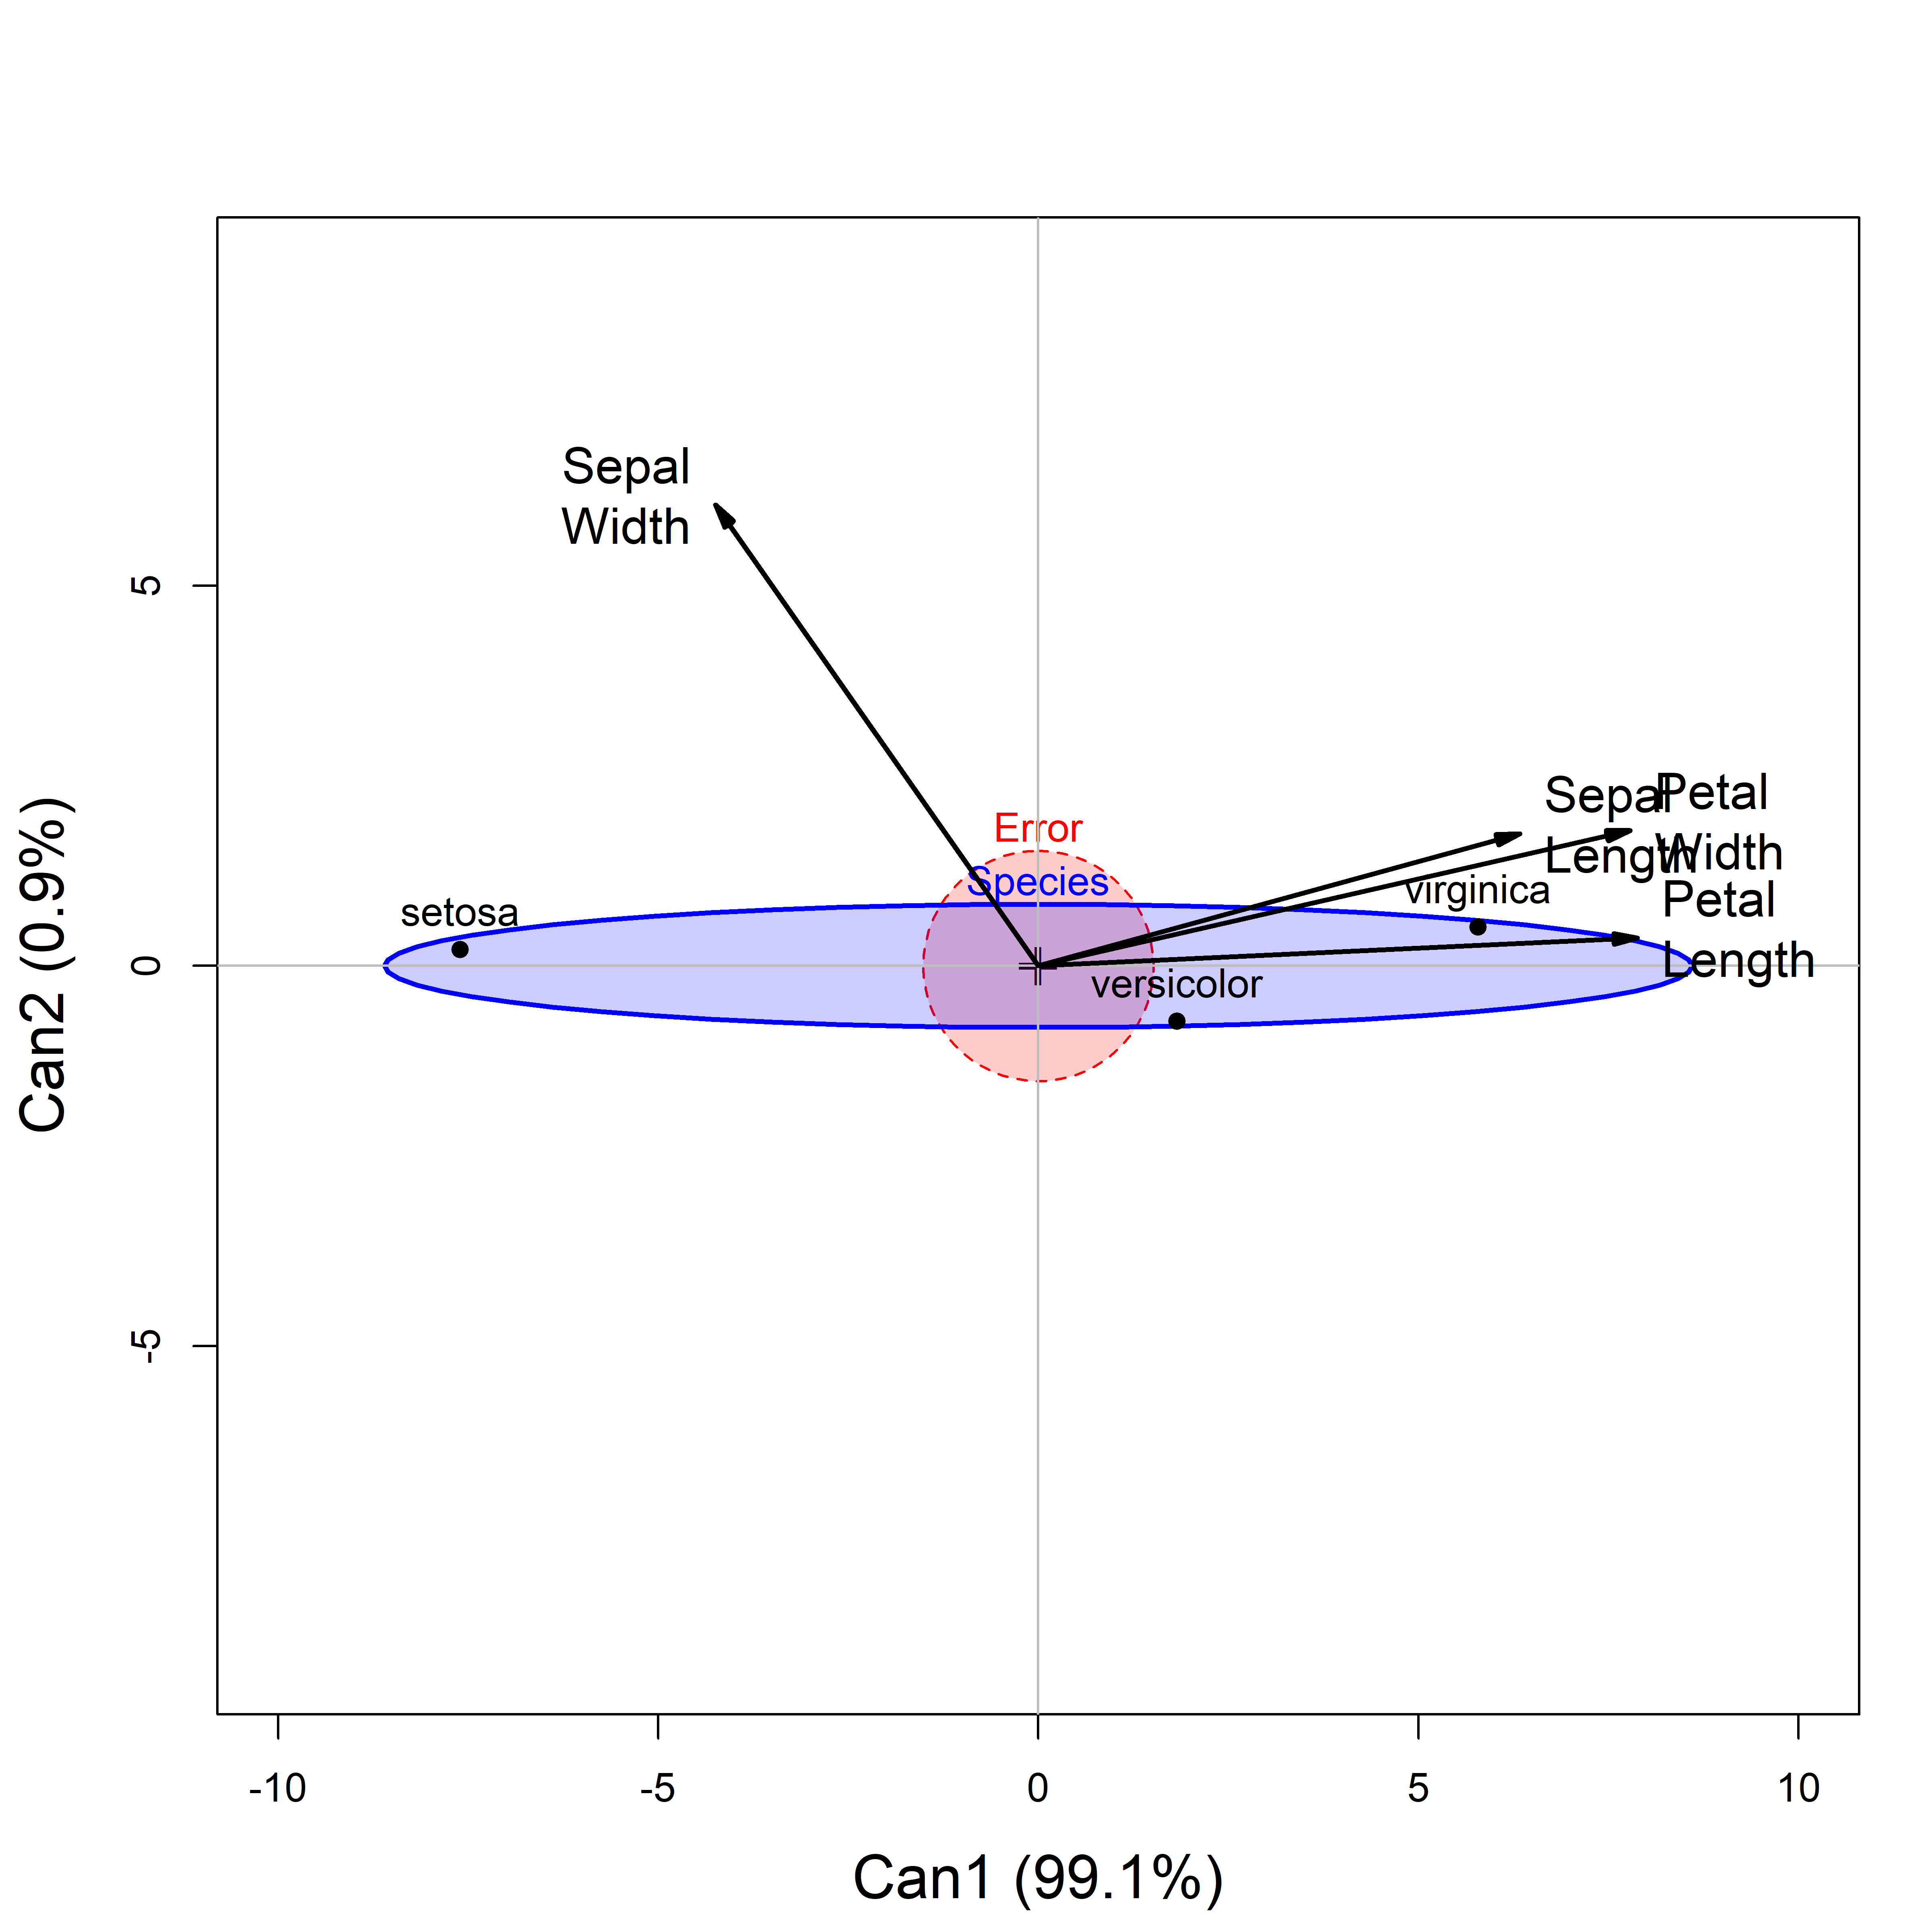 Sepal
Width
5
Sepal
Length
Petal
Width
Error
Species
virginica
Petal
Length
setosa
0
versicolor
-5
Can2 (0.9%)
-10
-5
0
5
10
Can1 (99.1%)